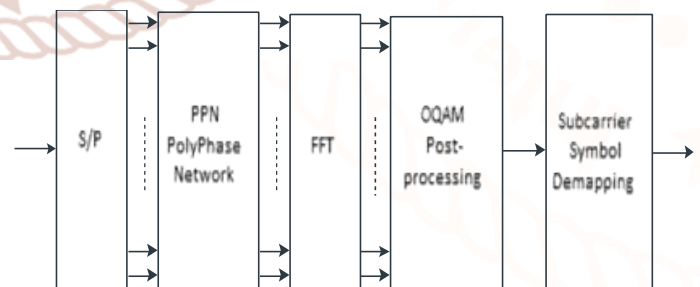 S/P
PPN
PolyPhase
Network
FFT
OQAM
Post-
processing
Subcarrier
Symbol
Demapping